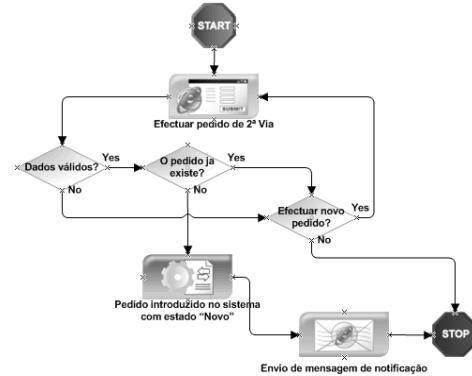 START
SUBMIT
Efectuar pedido de 2ª Via
Dados válidos?
Yes
No
O pedido ja
existe?
Yes
No
Efectuar novo
pedido?
Yes
No
Pedido introduzido no sistema
com estado “Novo”
STOP
Envio de mensagem de notificação